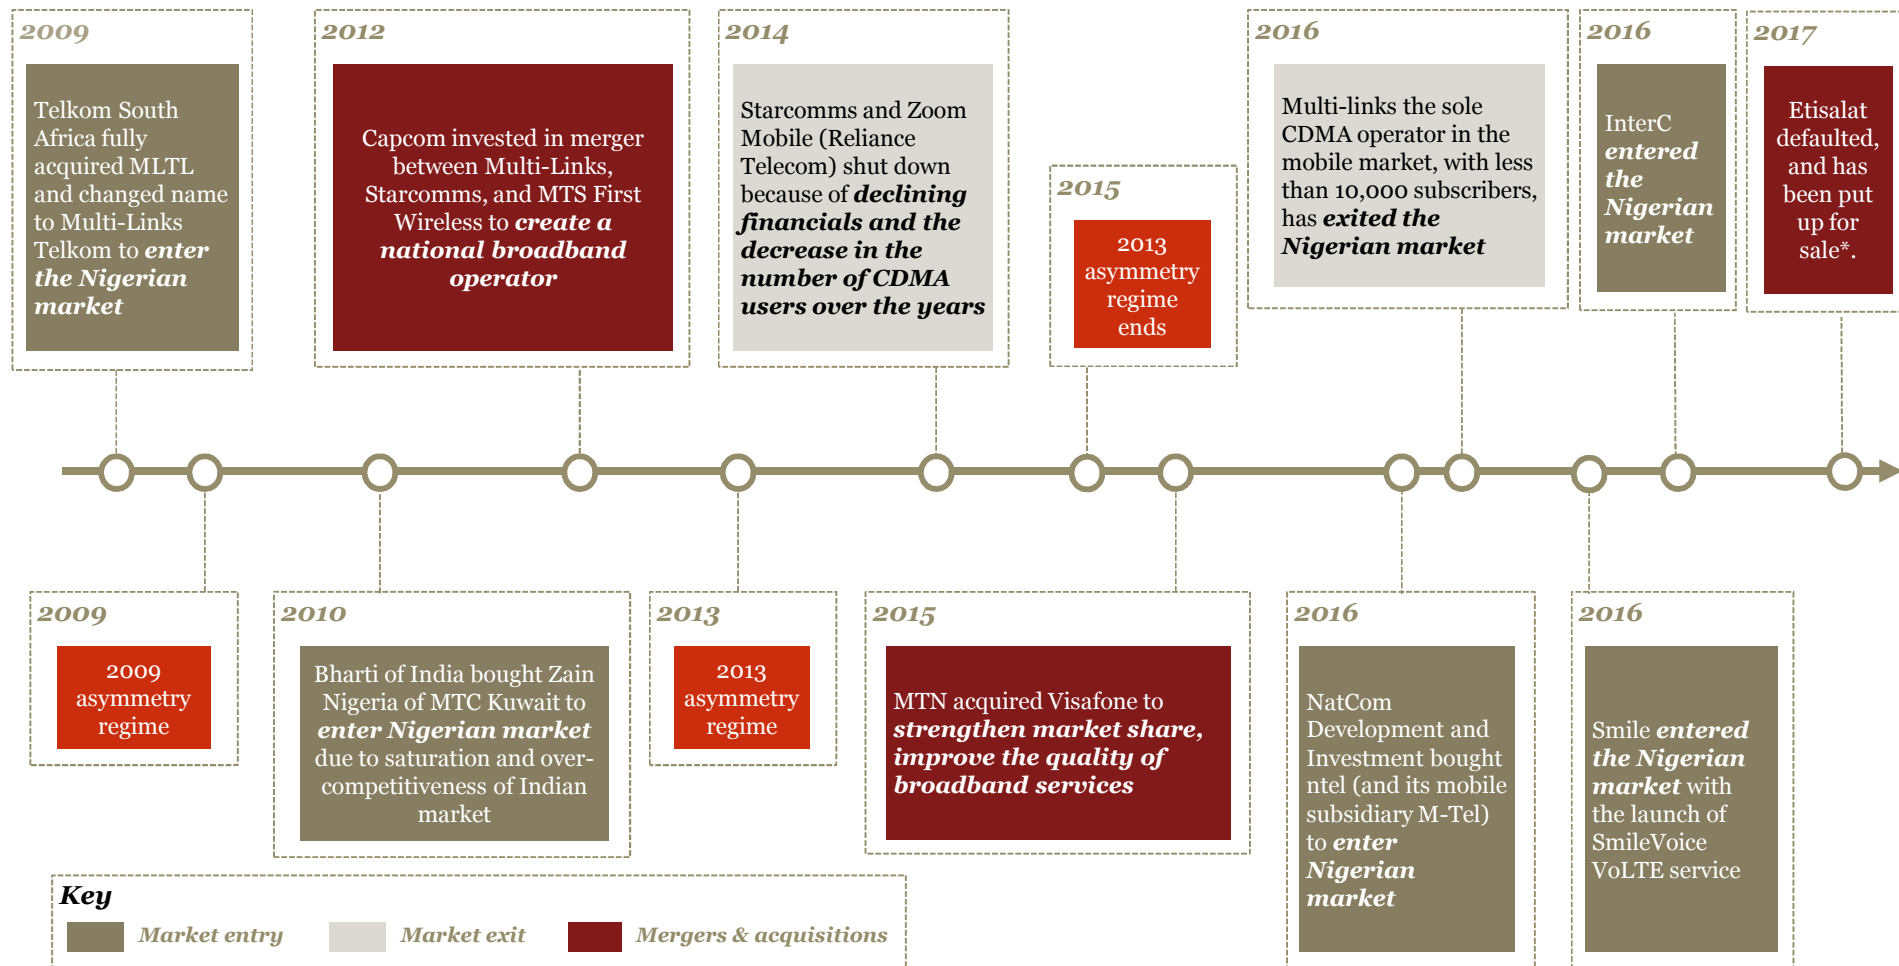 2009
Telkom South
Africa fully
acquired MLTL
and changed name
to Multi-Links
Telkom to enter
the Nigerian
market
2012
Capcom invested in merger
between Multi-Links,
Starcomms, and MTS First
Wireless to create a
national broadband
operator
2014
Starcomms and Zoom
Mobile (Reliance
Telecom) shut down
because of declining
financials and the
decrease in the
number of CDMA
users over the years
2015
2013
asymmetry
regime
ends
2016
Multi-links the sole
CDMA operator in the
mobile market, with less
than 10,000 subscribers,
has exited the
Nigerian market
2016
InterC
entered
the
Nigerian
market
2017
Etisalat
defaulted,
and has
been put
up for
sale*.
2009
2009
asymmetry
regime
2010
Bharti of India bought Zain
Nigeria of MTC Kuwait to
enter Nigerian market
due to saturation and over-
competitiveness of Indian
market
2013
2013
asymmetry
regime
2015
MTN acquired Visafone to
strengthen market share,
improve the quality of
broadband services
2016
NatCom
Development and
Investment bought
ntel (and its mobile
subsidiary M-Tel)
to enter
Nigerian
market
2016
Smile entered
the Nigerian
market with
the launch of
SmileVoice
VoLTE service
Key
Market entry
Market exit
Mergers & acquisitions